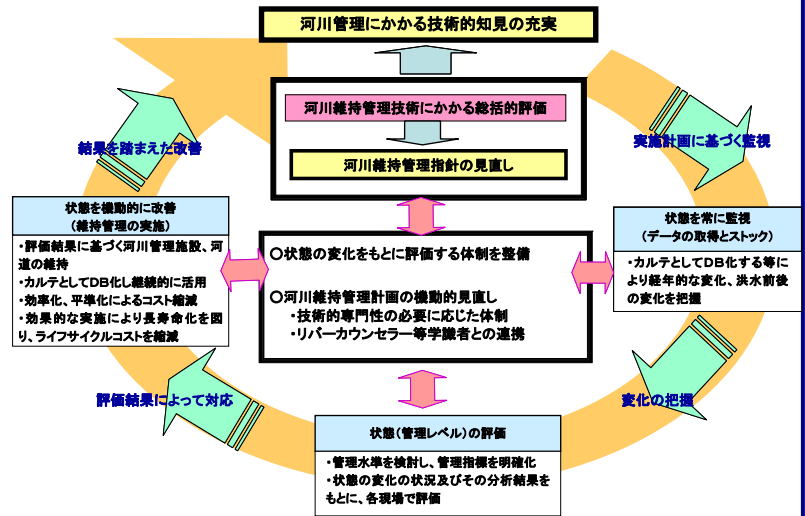 河川管理にかかる技術的知見の充実
河川維持管理技術にかかる総括的評価
河川維持管理指針の見直し
結果を踏まえた改善
実施計画に基づく監視
状態を機動的に改善
(維持管理の実施)
・評価結果に基づく河川管理施設、河
道の維持
・カルテとしてDB化し継続的に活用
・効率化、平準化によるコスト縮減
・効果的な実施により長寿命化を図
り、ライフサイクルコストを縮減
○状態の変化をもとに評価する体制を整備
○河川維持管理計画の機動的見直し
・技術的専門性の必要に応じた体制
・リバーカウンセラー等学識者との連携
状態を常に監視
(データの取得とストック)
・カルテとしてDB化する等に
より経年的な変化、洪水前後
の変化を把握
評価結果によって対応
変化の把握
状態(管理レベル)の評価
・管理水準を検討し、管理指標を明確化
・状態の変化の状況及びその分析結果を
もとに、各現場で評価